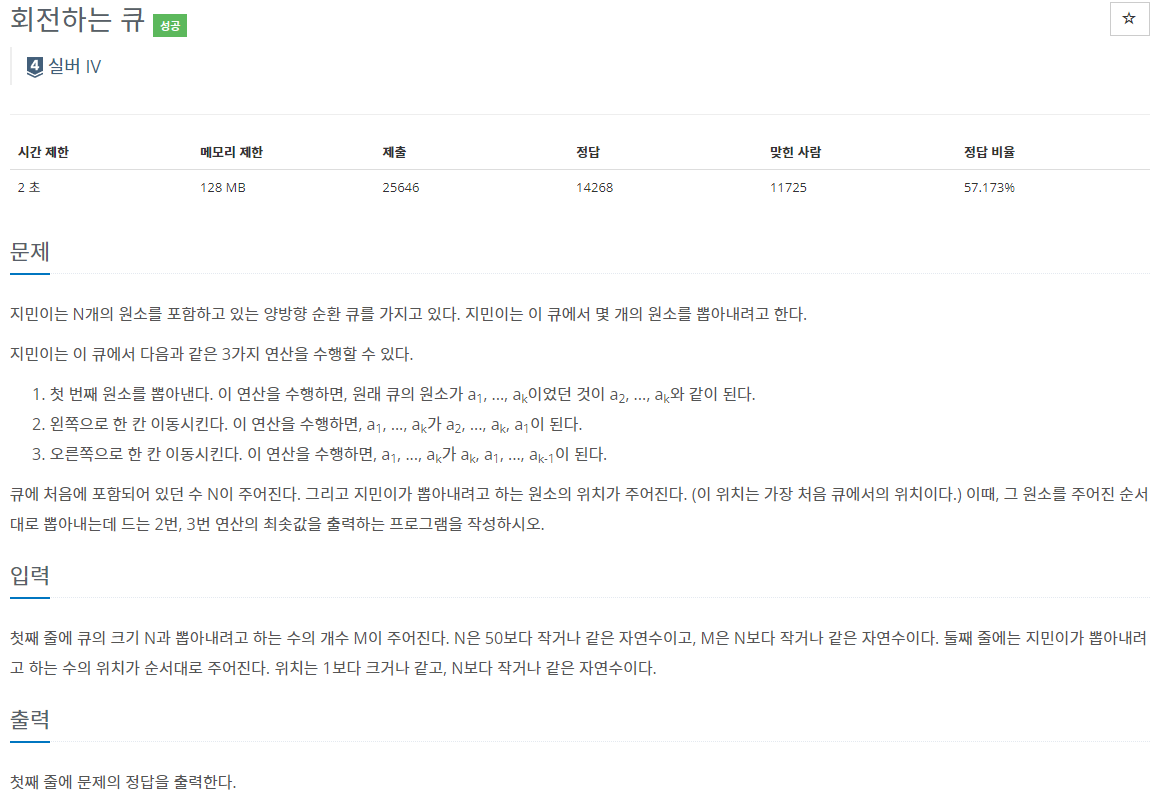 회전하는 큐 성공
☆
4 실버 IV
시간 제한 메모리 제한 제출 정답 맞힌 사람 정답 비율
2 초 128 MB 25646 14268 11725 57.173%
문제
지민이는 N개의 원소를 포함하고 있는 양방향 순환 큐를 가지고 있다. 지민이는 이 큐에서 몇 개의 원소를 뽑아내려고 한다.
지민이는 이 큐에서 다음과 같은 3가지 연산을 수행할 수 있다.
1. 첫 번째 원소를 뽑아낸다. 이 연산을 수행하면, 원래 큐의 원소가 a1, ..., ak이었던 것이 a2, ..., ak와 같이 된다.
2. 왼쪽으로 한 칸 이동시킨다. 이 연산을 수행하면, a1, ..., ak가 a2, ..., ak, a1이 된다.
3. 오른쪽으로 한 칸 이동시킨다. 이 연산을 수행하면, a1, ..., ak가 ak, a1, ..., ak-1이 된다.
큐에 처음에 포함되어 있던 수 N이 주어진다. 그리고 지민이가 뽑아내려고 하는 원소의 위치가 주어진다. (이 위치는 가장 처음 큐에서의 위치이다.) 이때, 그 원소를 주어진 순서
대로 뽑아내는데 드는 2번, 3번 연산의 최솟값을 출력하는 프로그램을 작성하시오.
입력
첫째 줄에 큐의 크기 N과 뽑아내려고 하는 수의 개수 M이 주어진다. N은 50보다 작거나 같은 자연수이고, M은 N보다 작거나 같은 자연수이다. 둘째 줄에는 지민이가 뽑아내려
고 하는 수의 위치가 순서대로 주어진다. 위치는 1보다 크거나 같고, N보다 작거나 같은 자연수이다.
출력
첫째 줄에 문제의 정답을 출력한다.